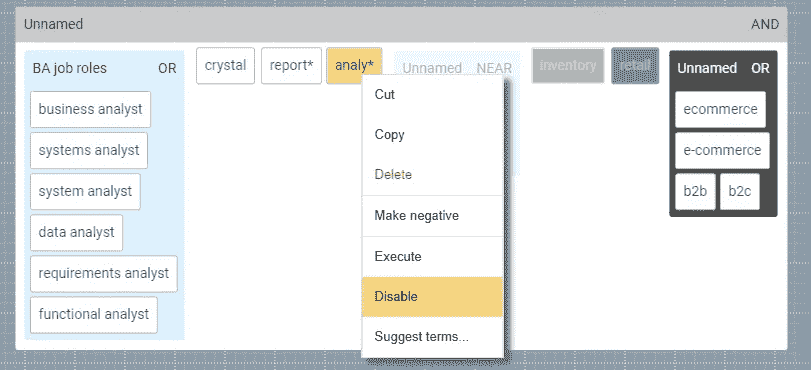 Unnamed AND
BA job roles OR
business analyst
systems analyst
system analyst
data analyst
requirements analyst
functional analyst
crystal report* analy*
Unnamed NEAR
Cut
Copy
Delete
Make negative
Execute
Disable
Suggest terms...
inventory retail
Unnamed OR
ecommerce
e-commerce
b2b b2c